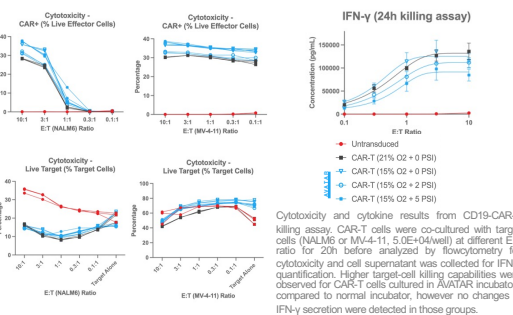 Cytotoxicity -
CAR+ (% Live Effector Cells)
40
30
20
10
0
10:1 3:1 1:1 0.3:1 0.1:1
E:T (NALM6) Ratio
Cytotoxicity -
CAR+ (% Live Effector Cells)
Percentage
40
30
20
10
0
10:1 3:1 1:1 0.3:1 0.1:1
E:T (MV-4-11) Ratio
IFN-γ (24h killing assay)
Concentration (pg/mL)
150000
100000
50000
0
0.1 1 10
E:T Ratio
Untransduced
CAR-T (21% O2 + 0 PSI)
AVATAR
CAR-T (15% O2 + 0 PSI)
CAR-T (15% O2 + 2 PSI)
CAR-T (15% O2 + 5 PSI)
Cytotoxicity -
Live Target (% Target Cells)
40
30
20
10
0
10:1 3:1 1:1 0.3:1 0.1:1 Target Alone
E:T (NALM6) Ratio
Cytotoxicity -
Live Target (% Target Cells)
Percentage
100
80
60
40
20
0
10:1 3:1 1:1 0.3:1 0.1:1 Target Alone
E:T (MV-4-11) Ratio
Cytotoxicity and cytokine results from CD19-CAR-
killing assay. CAR-T cells were co-cultured with targ
cells (NALM6 or MV-4-11, 5.0E+04/well) at different E
ratio for 20h before analyzed by flowcytometry f
cytotoxicity and cell supernatant was collected for IFN
quantification. Higher target-cell killing capabilities wer
observed for CAR-T cells cultured in AVATAR incubato
compared to normal incubator, however no changes
IFN-γ secretion were detected in those groups.